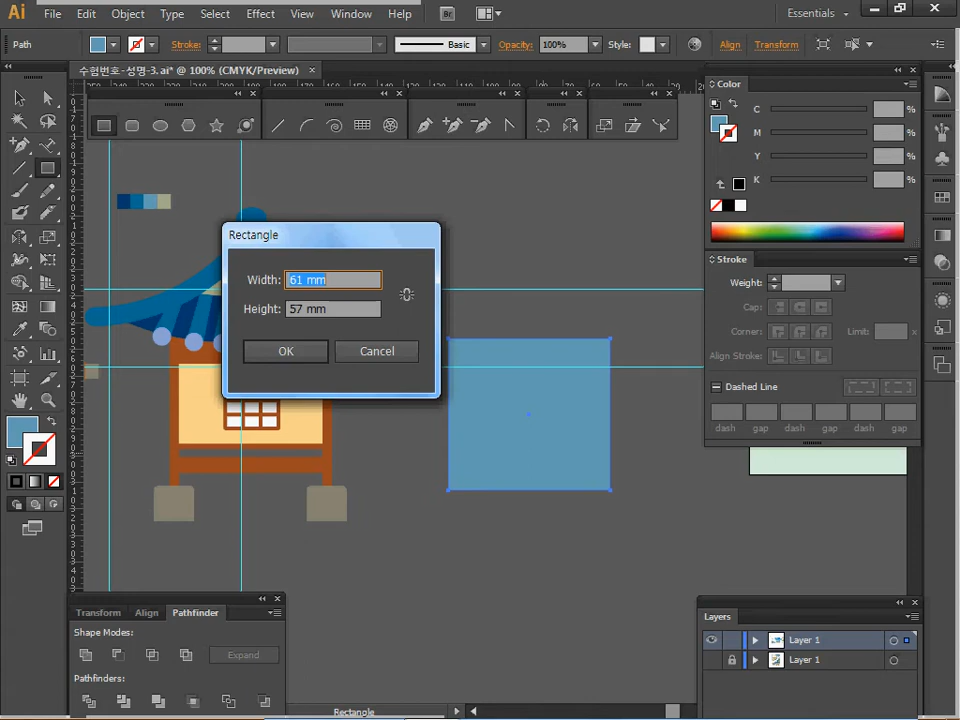 Ai File Edit Object Type Select Effect View Window Help Br Essentials
Path Stroke: Basic Opacity: 100% Style: Align Transform
수험번호-성명-3.ai* @ 100% (CMYK/Preview)
Color
C %
M %
Y %
K %
Rectangle
Width: 61 mm
Height: 57 mm
OK Cancel
Stroke
Weight:
Cap:
Corner: Limit: x
Align Stroke:
Dashed Line
dash gap dash gap dash gap
Transform Align Pathfinder
Shape Modes:
Expand
Pathfinders:
Layers
Layer 1
Layer 1
Rectangle